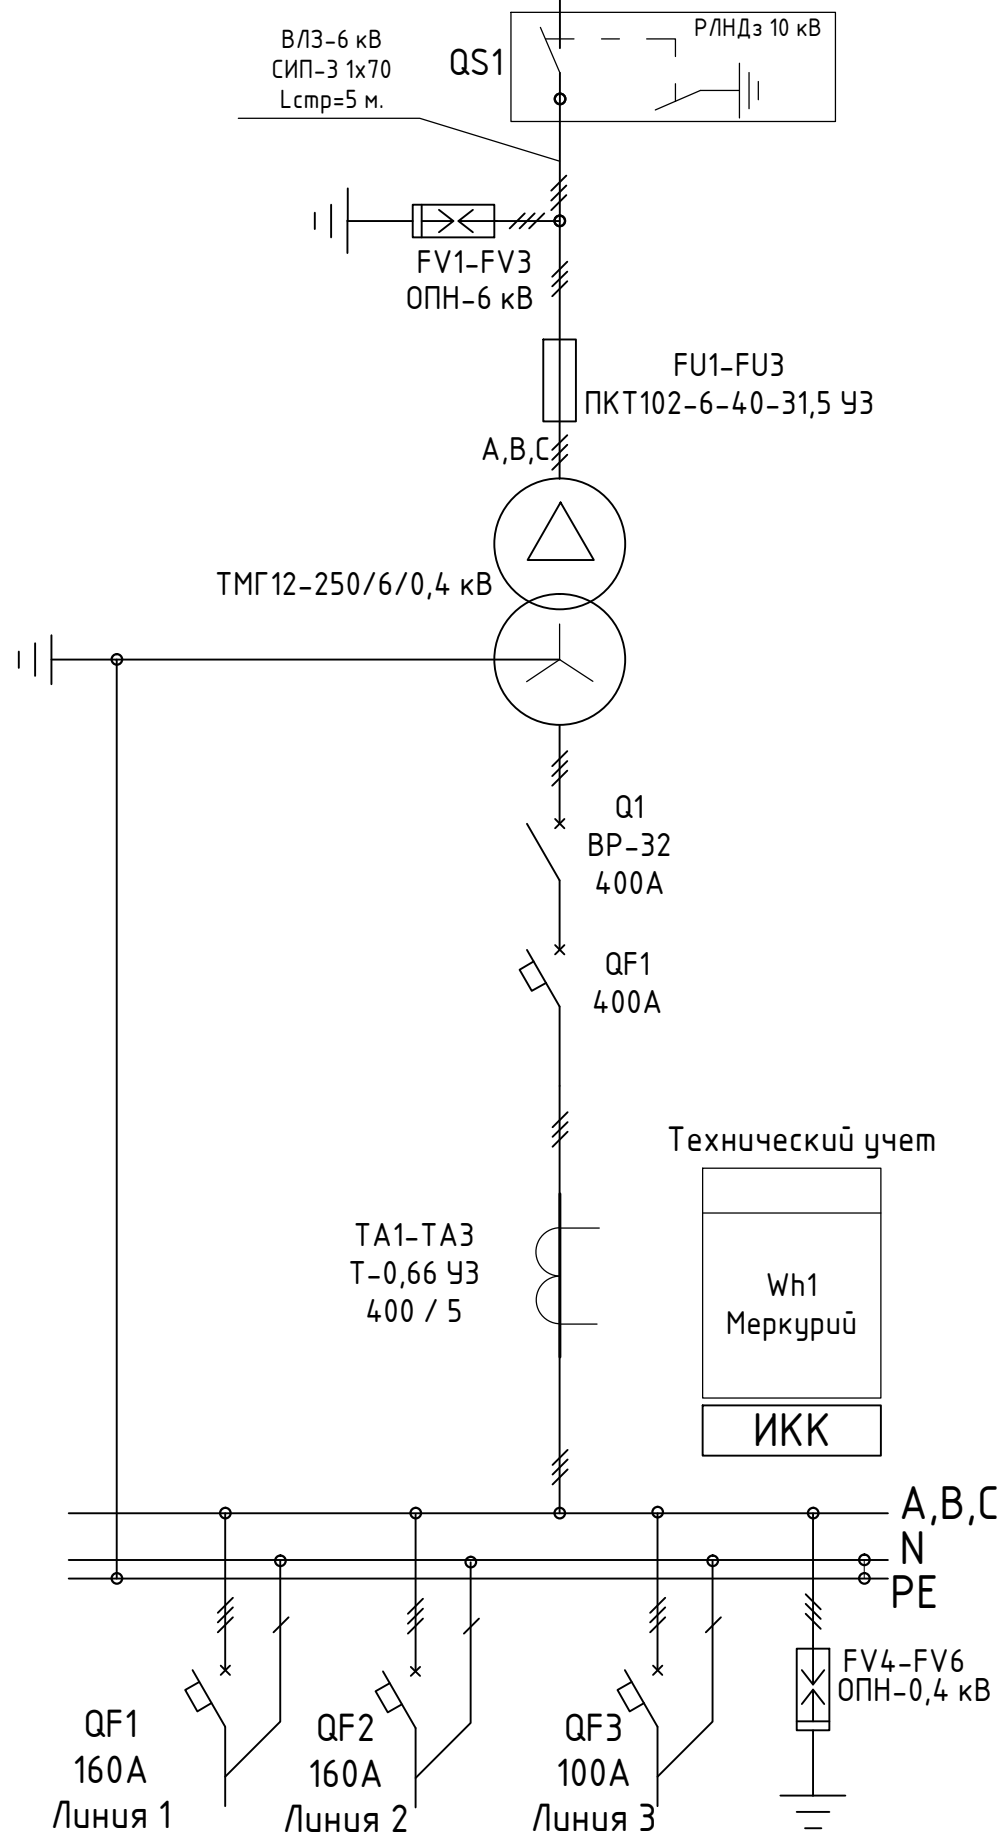 ВЛЗ-6 кВ
СИП-3 1х70
Lстр=5 м.
QS1
РЛНДз 10 кВ
FV1-FV3
ОПН-6 кВ
FU1-FU3
ПКТ102-6-40-31,5 У3
А,В,С
ТМГ12-250/6/0,4 кВ
Q1
ВР-32
400А
QF1
400А
Технический учет
ТА1-ТА3
Т-0,66 У3
400 / 5
Wh1
Меркурий
ИКК
А,В,С
N
PE
FV4-FV6
ОПН-0,4 кВ
QF1
160А
Линия 1
QF2
160А
Линия 2
QF3
100А
Линия 3